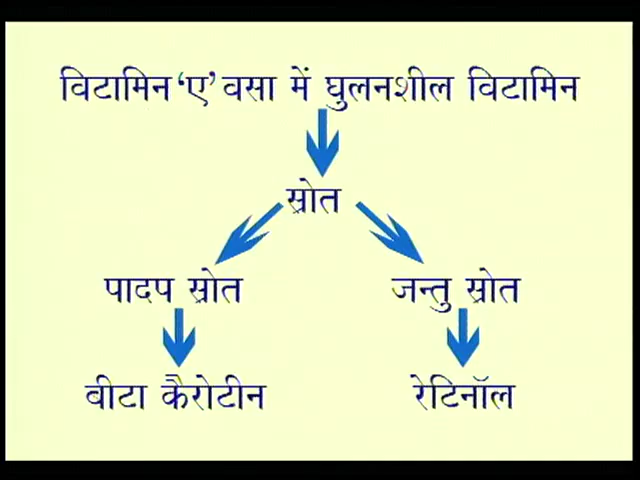 विटामिन ‘ए’ वसा में घुलनशील विटामिन
स्रोत
पादप स्रोत
जन्तु स्रोत
बीटा कैरोटीन
रेटिनॉल